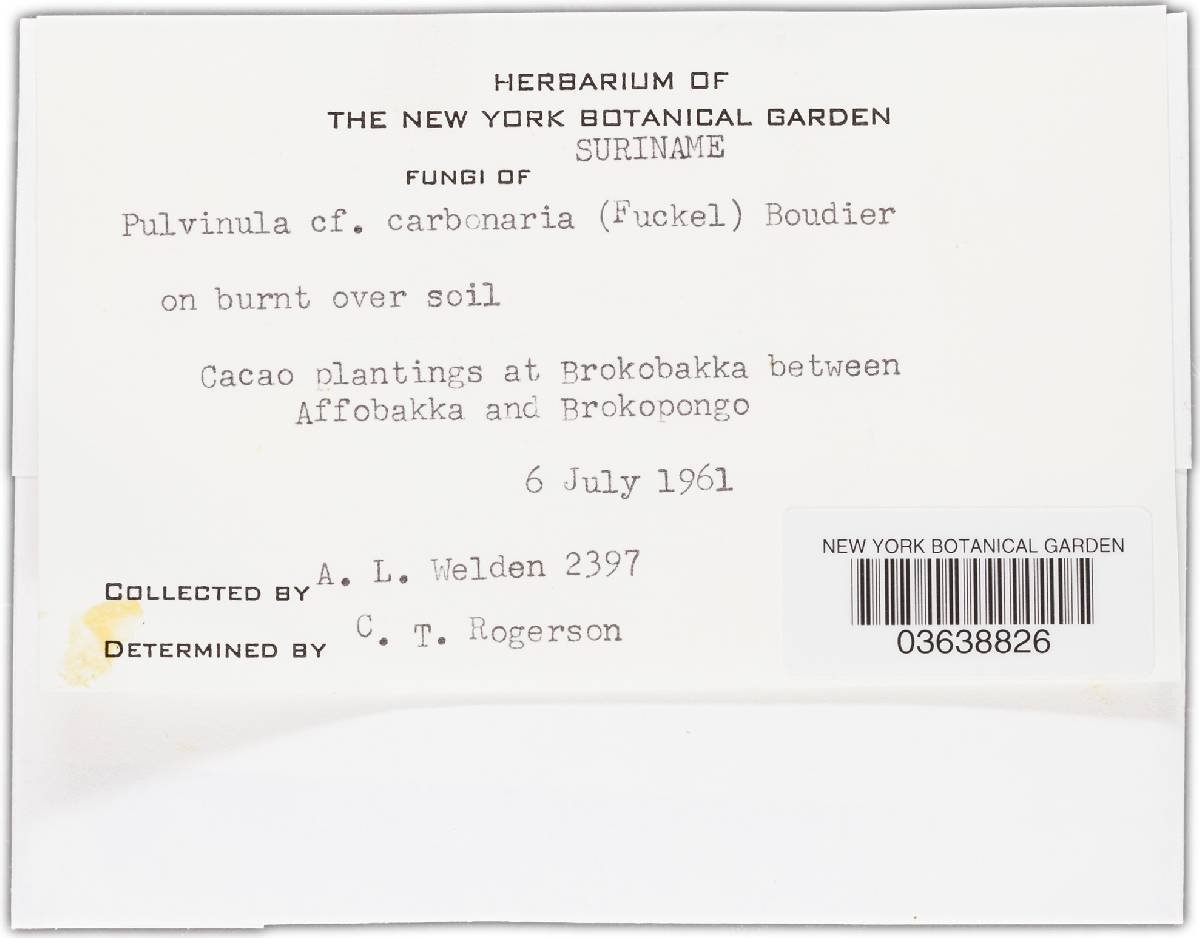 HERBARIUM OF
THE NEW YORK BOTANICAL GARDEN
SURINAME
FUNGI OF
Pulvinula cf. carbonaria (Fuckel) Boudier
on burnt over soil
Cacao plantings at Brokobakka between
Affobakka and Brokopongo
6 July 1961
COLLECTED BY A. L. Welden 2397
DETERMINED BY C. T. Rogerson
NEW YORK BOTANICAL GARDEN
03638826